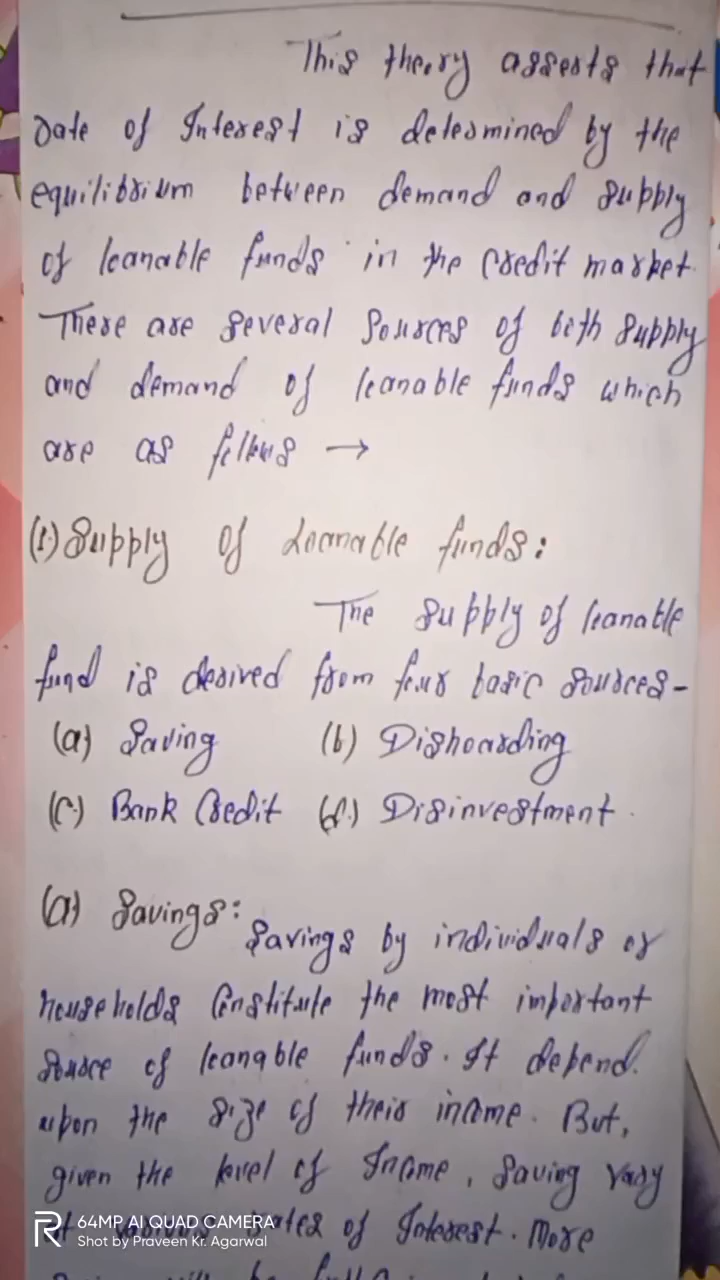 This theory asserts that
rate of Interest is determined by the
equilibrium between demand and supply
of loanable funds in the credit market.
There are several sources of both supply
and demand of loanable funds which
are as follows →
(1.) Supply of Loanable funds:
The supply of loanable
fund is derived from four basic sources-
(a) Saving (b) Dishoarding
(c.) Bank Credit (d.) Disinvestment.
(a) Savings:
Savings by individuals or
households Constitute the most important
source of loanable funds. It depend.
upon the size of their income. But,
given the level of Income, Saving vary
at various rates of Interest. More
64MP AI QUAD CAMERA
Shot by Praveen Kr. Agarwal